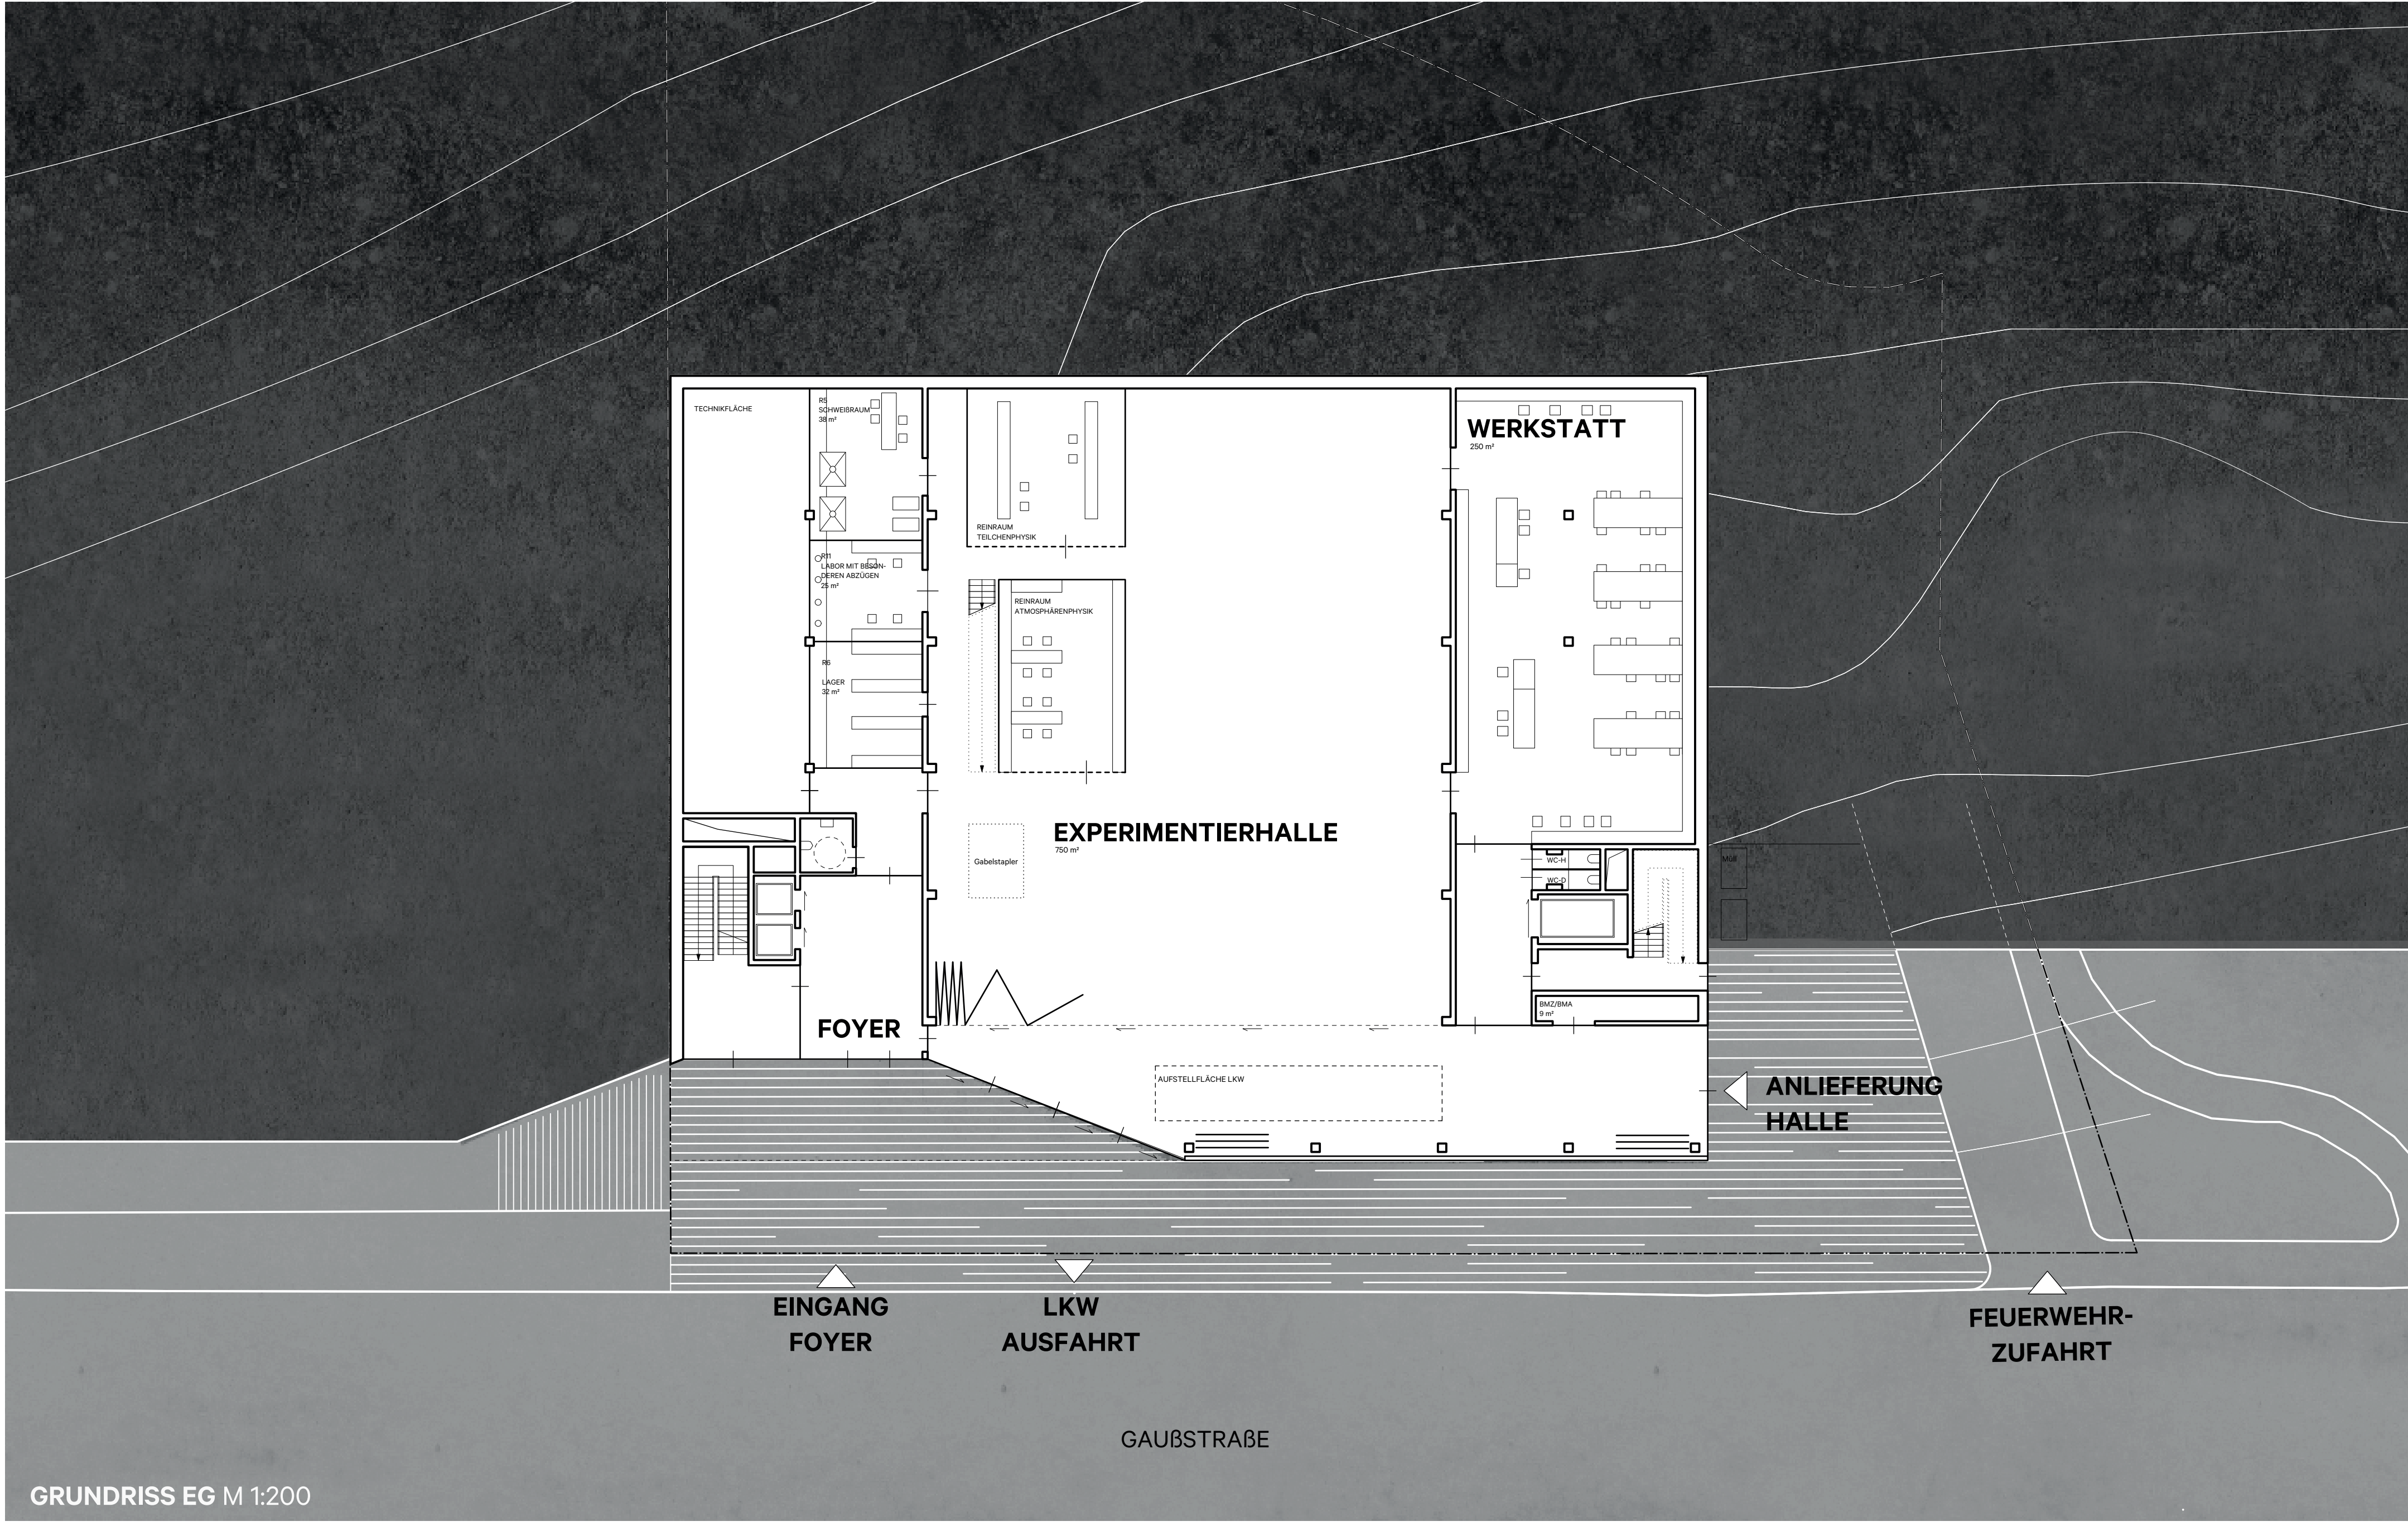 TECHNIKFLÄCHE
R5
SCHWEIßRAUM
38 m²
WERKSTATT
250 m²
REINRAUM
TEILCHENPHYSIK
R11
LABOR MIT BESON-
DEREN ABZÜGEN
25 m²
REINRAUM
ATMOSPHÄRENPHYSIK
R6
LAGER
32 m²
EXPERIMENTIERHALLE
750 m²
Gabelstapler
WC-H
WC-D
Müll
BMZ/BMA
9 m²
FOYER
AUFSTELLFLÄCHE LKW
ANLIEFERUNG
HALLE
EINGANG
FOYER
LKW
AUSFAHRT
FEUERWEHR-
ZUFAHRT
GAUßSTRAßE
GRUNDRISS EG M 1:200